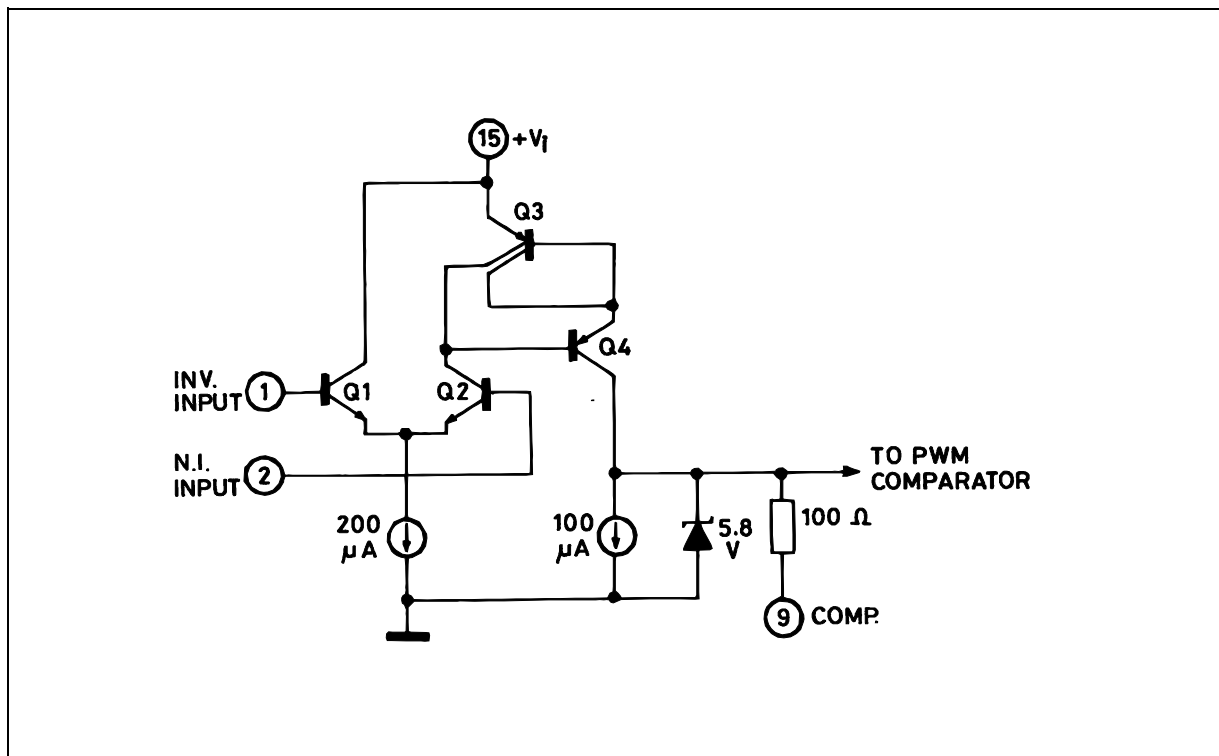 15 +Vi
Q3
Q4
INV.
INPUT 1
Q1 Q2
N.I.
INPUT 2
TO PWM
COMPARATOR
200
µA
100
µA
5.8
V
100 Ω
9 COMP.